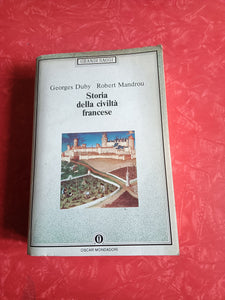 GRANDI SAGGI
Georges Duby Robert Mandrou
Storia
della civiltà
francese
OSCAR MONDADORI